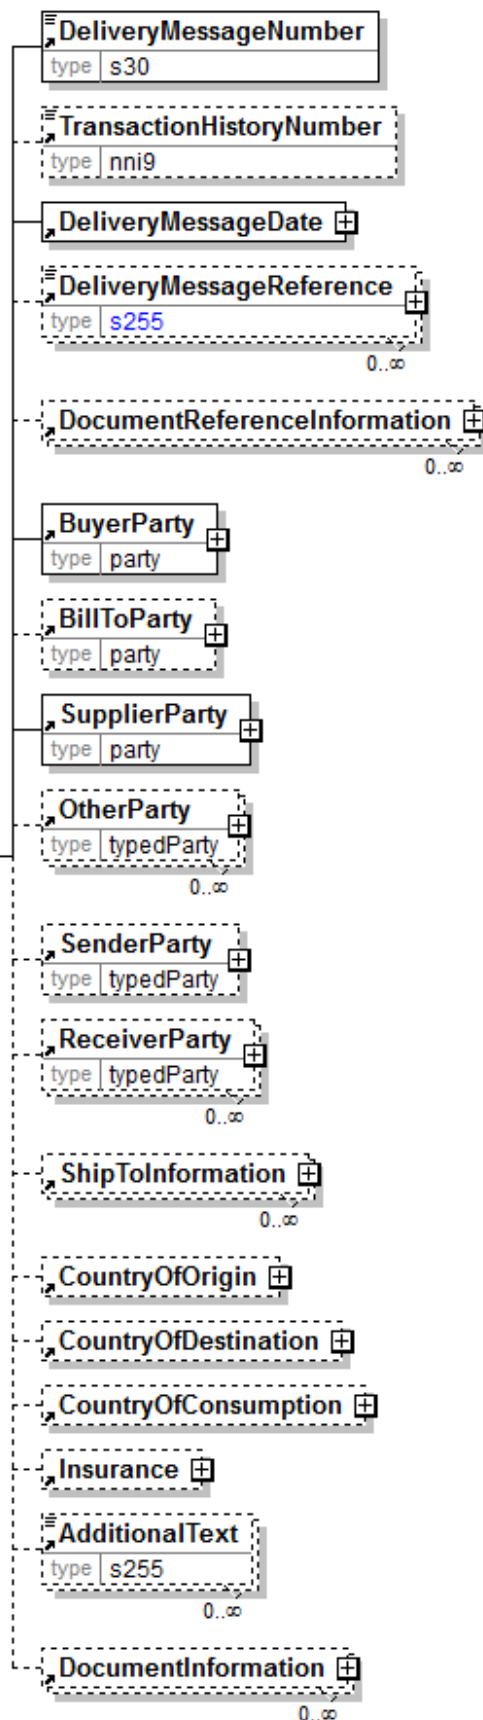 DeliveryMessageNumber
type s30
TransactionHistoryNumber
type nni9
DeliveryMessageDate
DeliveryMessageReference
type s255
0..∞
DocumentReferenceInformation
0..∞
BuyerParty
type party
BillToParty
type party
SupplierParty
type party
OtherParty
type typedParty
0..∞
SenderParty
type typedParty
ReceiverParty
type typedParty
0..∞
ShipToInformation
0..∞
CountryOfOrigin
CountryOfDestination
CountryOfConsumption
Insurance
AdditionalText
type s255
0..∞
DocumentInformation
0..∞